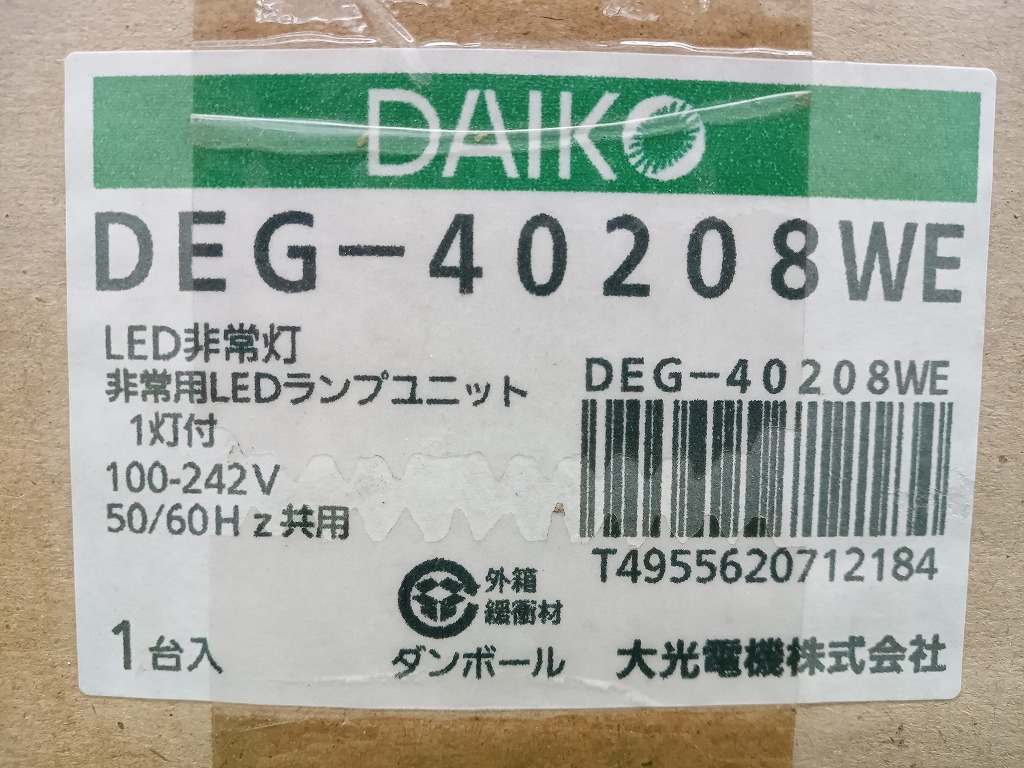 DAIKO
DEG-40208WE
LED非常灯
非常用LEDランプユニット
1灯付
100-242V
50/60Hz共用
DEG-40208WE
T4955620712184
外箱
緩衝材
1台入
ダンボール
大光電機株式会社